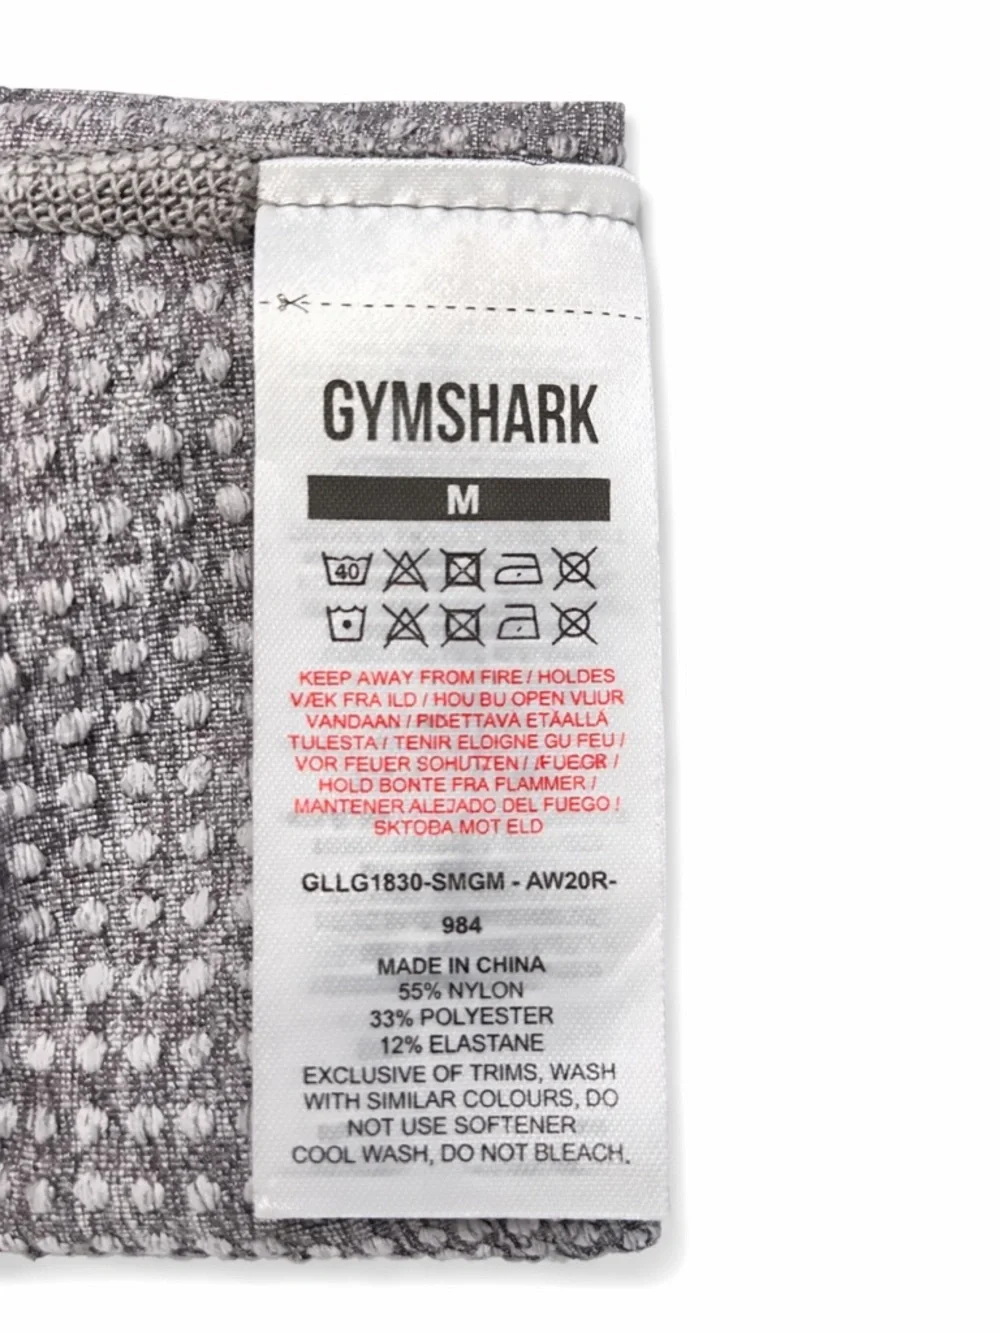 GYMSHARK
M
40
KEEP AWAY FROM FIRE / HOLDES
VÆK FRA ILD / HOU BU OPEN VLIUR
VANDAAN / PIDETTAVA ETÄALLÄ
TULESTA / TENIR ELOIGNE GU FEU /
VOR FEUER SOHUTZEN / /FUEGR /
HOLD BONTE FRA FLAMMER /
MANTENER ALEJADO DEL FUEGO !
SKTOBA MOT ELD
GLLG1830-SMGM - AW20R-
984
MADE IN CHINA
55% NYLON
33% POLYESTER
12% ELASTANE
EXCLUSIVE OF TRIMS, WASH
WITH SIMILAR COLOURS, DO
NOT USE SOFTENER
COOL WASH, DO NOT BLEACH.